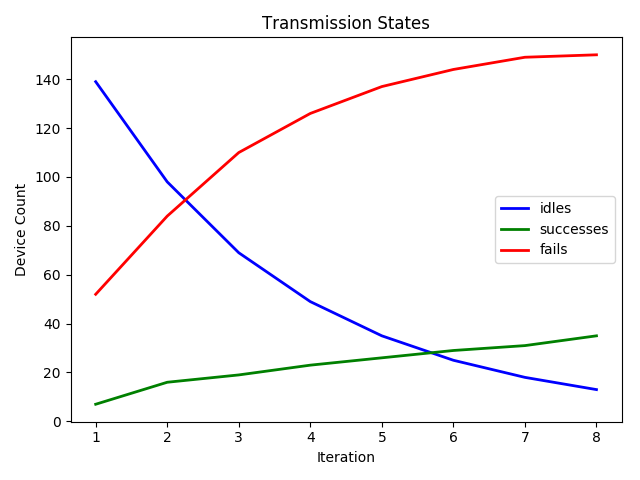 Transmission States
Device Count
140
120
100
80
60
40
20
0
idles
successes
fails
1 2 3 4 5 6 7 8
Iteration